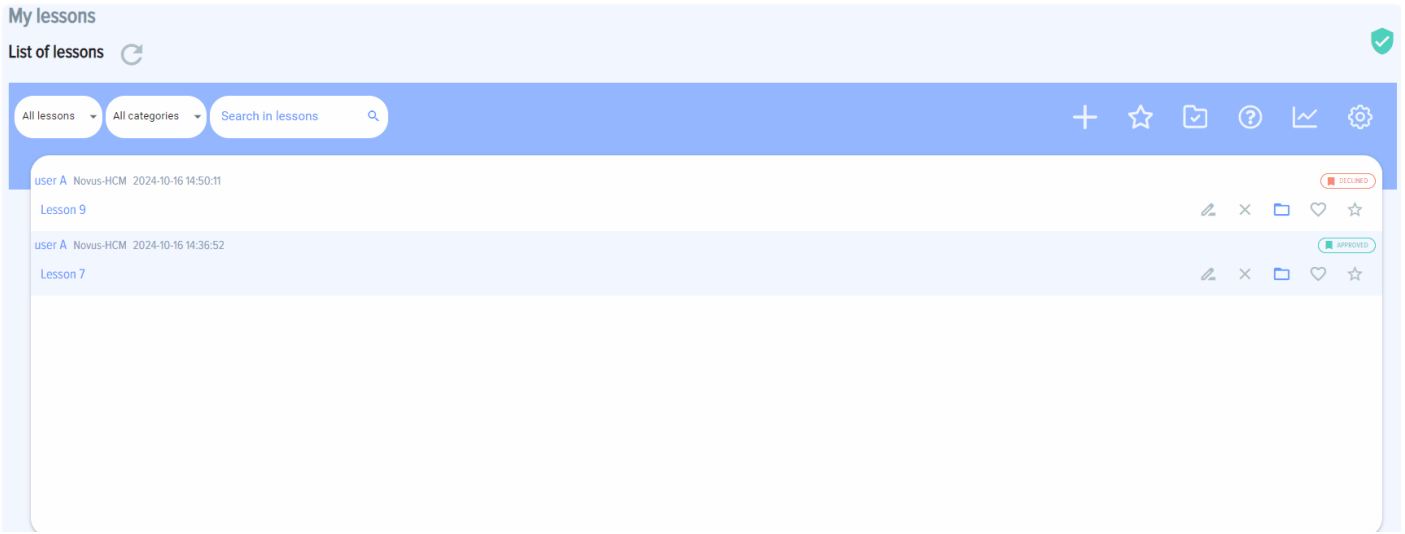 My lessons
List of lessons
All lessons All categories Search in lessons
user A Novus-HCM 2024-10-16 14:50:11 DECLINED
Lesson 9
user A Novus-HCM 2024-10-16 14:36:52 APPROVED
Lesson 7